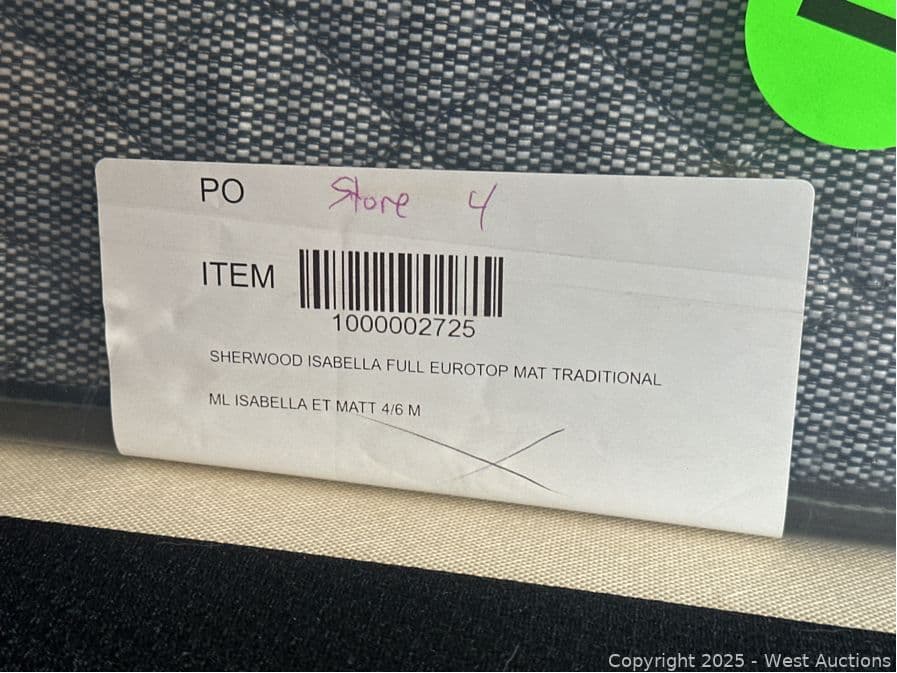 PO Store 4
ITEM
1000002725
SHERWOOD ISABELLA FULL EUROTOP MAT TRADITIONAL
ML ISABELLA ET MATT 4/6 M
Copyright 2025 - West Auctions